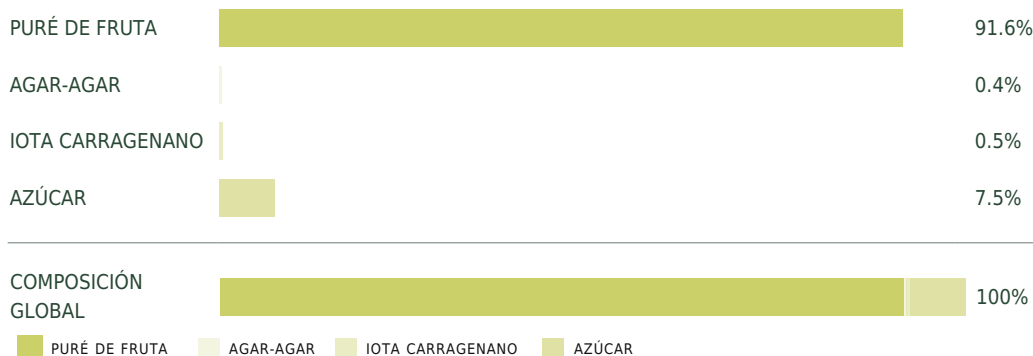 PURÉ DE FRUTA 91.6%
AGAR-AGAR 0.4%
IOTA CARRAGENANO 0.5%
AZÚCAR 7.5%
COMPOSICIÓN
GLOBAL 100%
PURÉ DE FRUTA AGAR-AGAR IOTA CARRAGENANO AZÚCAR